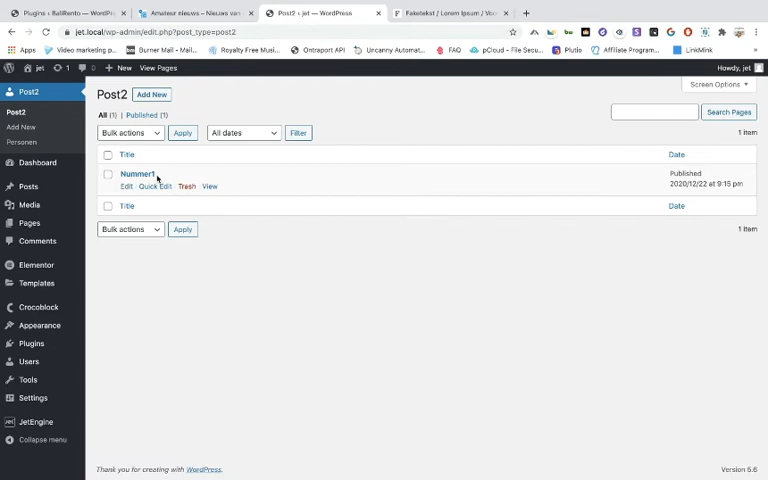 Plugins ‹ BaliRento — WordPr
Amateur nieuws – Nieuws van
Post2 ‹ jet — WordPress
Faketekst / Lorem Ipsum / Voo
jet.local/wp-admin/edit.php?post_type=post2
Apps
Video marketing p...
Burner Mail - Mail...
Royalty Free Musi...
Ontraport API
Uncanny Automat...
FAQ
pCloud - File Secu...
Plutio
Affiliate Program...
LinkMink
jet
1
0
New
View Pages
Howdy, jet
Post2
Post2
Add New
Personen
Dashboard
Posts
Media
Pages
Comments
Elementor
Templates
Crocoblock
Appearance
Plugins
Users
Tools
Settings
JetEngine
Collapse menu
Screen Options
Post2
Add New
All (1) | Published (1)
Search Pages
Bulk actions
Apply
All dates
Filter
1 item
Title
Date
Nummer1
Edit
Quick Edit
Trash
View
Published
2020/12/22 at 9:15 pm
Title
Date
Bulk actions
Apply
1 item
Thank you for creating with WordPress.
Version 5.6